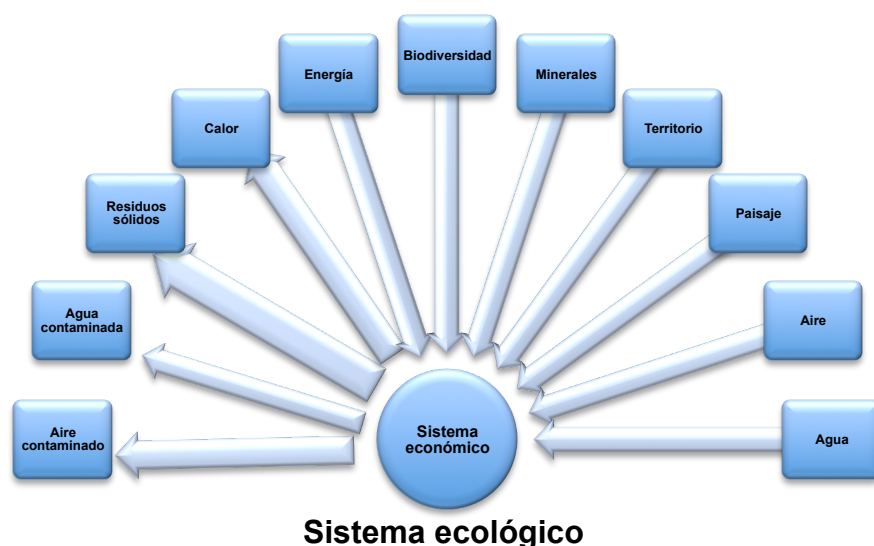 Biodiversidad
Energía
Minerales
Calor
Territorio
Residuos
sólidos
Paisaje
Agua
contaminada
Aire
Aire
contaminado
Sistema
económico
Agua
Sistema ecológico